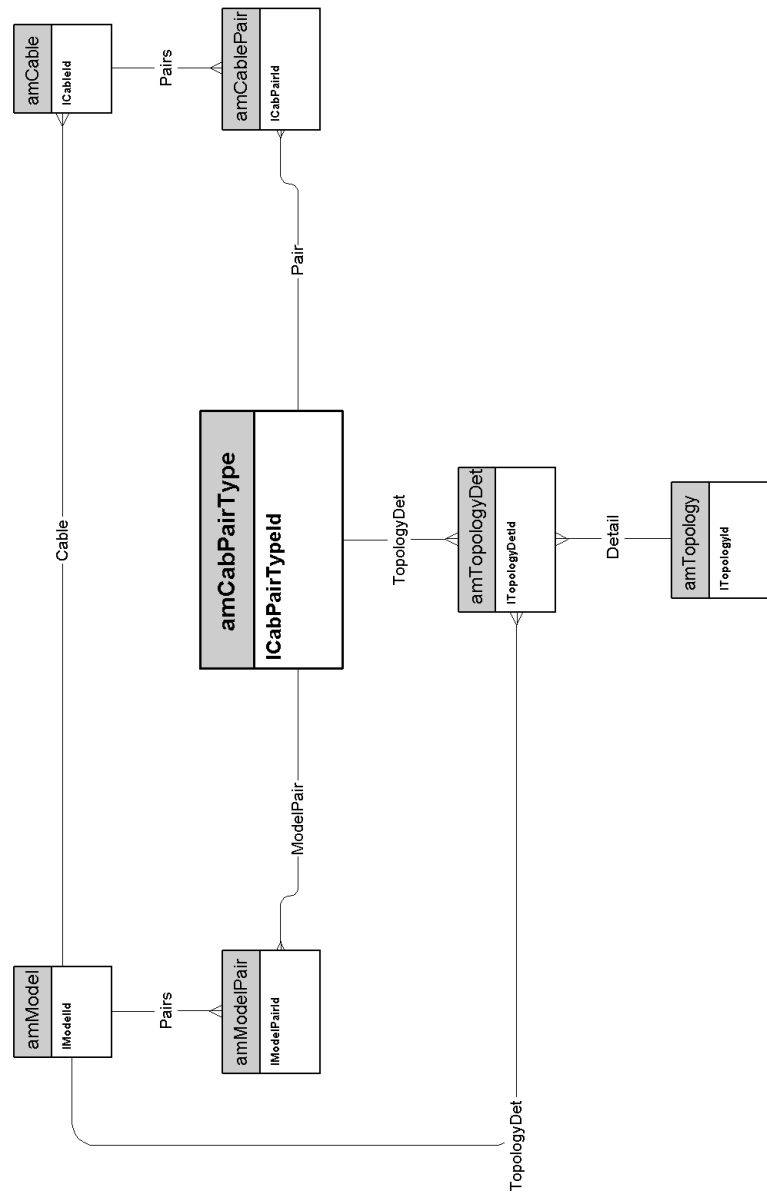 amModel
lModelId
Cable
amCable
lCableId
Pairs
Pairs
amModelPair
lModelPairId
ModelPair
amCabPairType
lCabPairTypeId
Pair
amCablePair
lCabPairId
TopologyDet
amTopologyDet
lTopologyDetId
TopologyDet
Detail
amTopology
lTopologyId